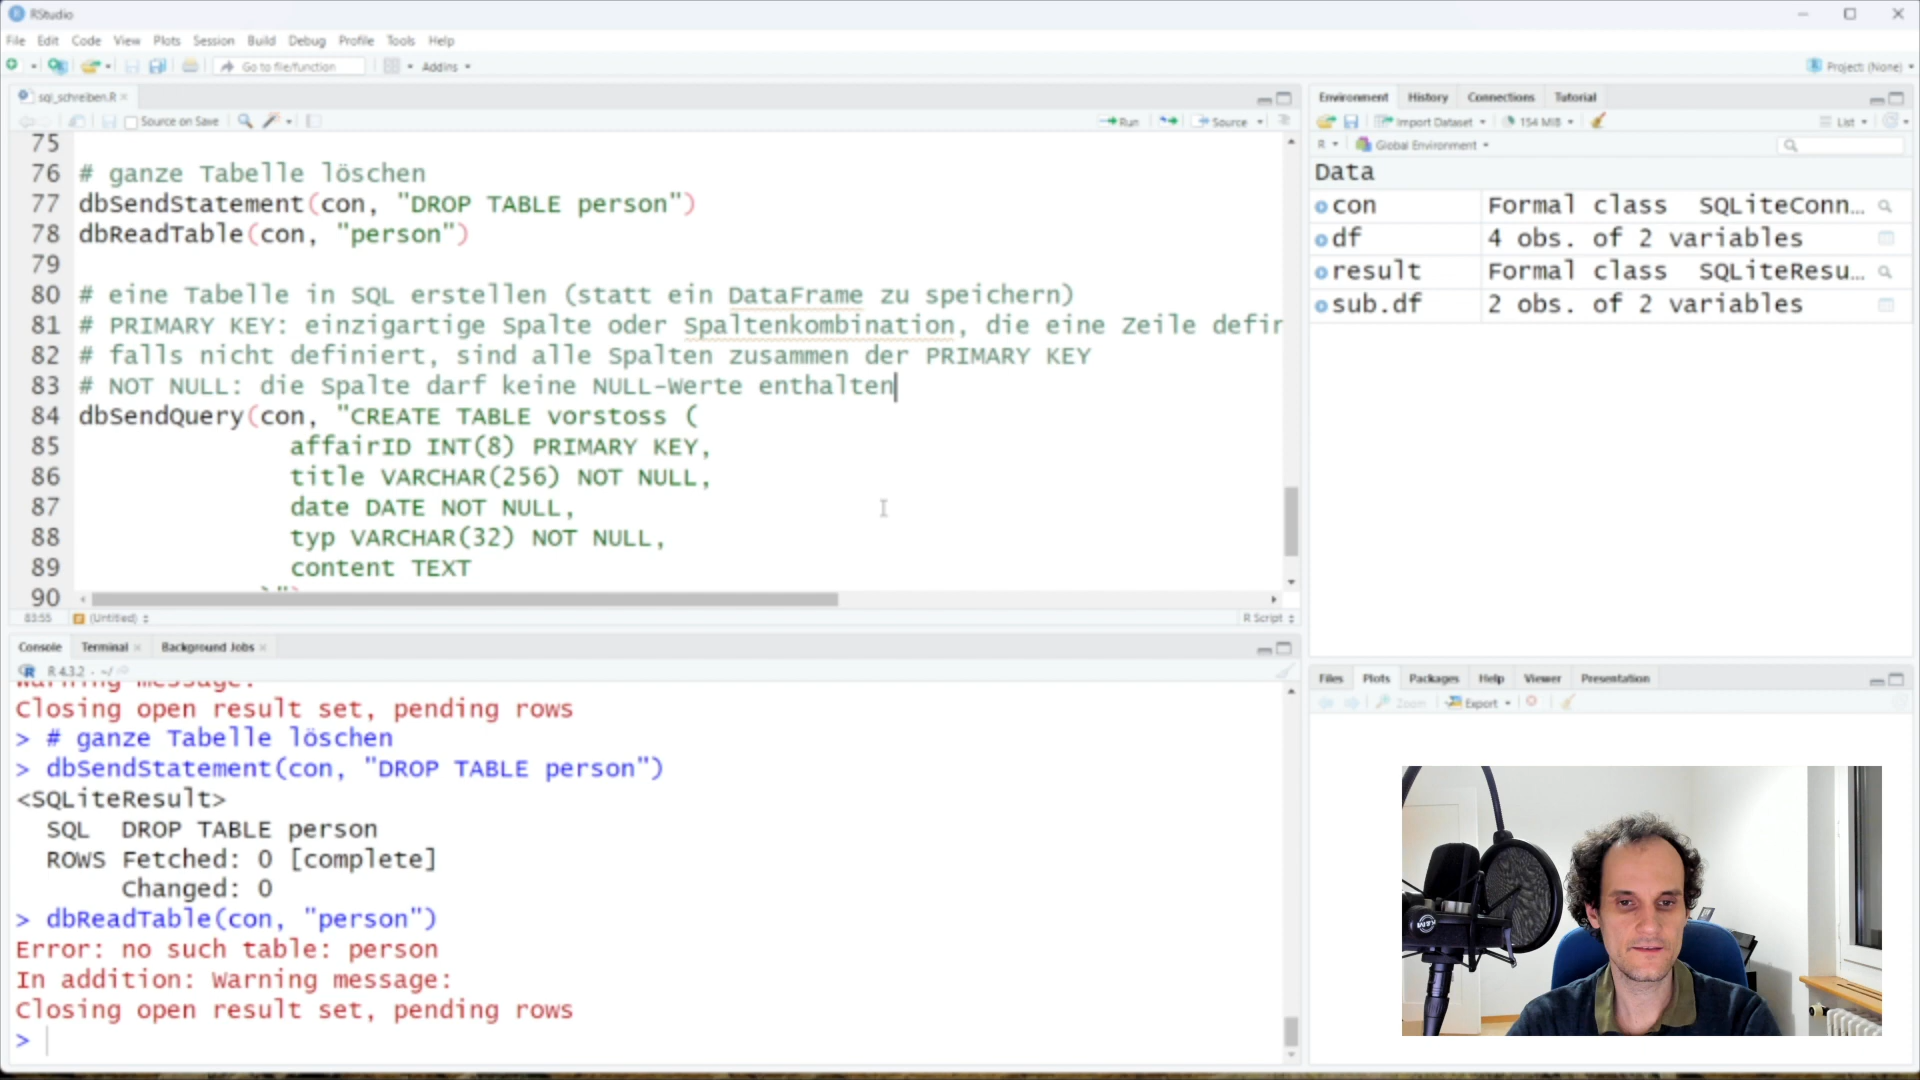 RStudio
File Edit Code View Plots Session Build Debug Profile Tools Help
Go to file/function Addins Project: (None)
sql_schreiben.R
Source on Save Run Source
75
76 # ganze Tabelle löschen
77 dbSendStatement(con, "DROP TABLE person")
78 dbReadTable(con, "person")
79
80 # eine Tabelle in SQL erstellen (statt ein DataFrame zu speichern)
81 # PRIMARY KEY: einzigartige Spalte oder Spaltenkombination, die eine Zeile defir
82 # falls nicht definiert, sind alle Spalten zusammen der PRIMARY KEY
83 # NOT NULL: die Spalte darf keine NULL-Werte enthalten
84 dbSendQuery(con, "CREATE TABLE vorstoss (
85 affairID INT(8) PRIMARY KEY,
86 title VARCHAR(256) NOT NULL,
87 date DATE NOT NULL,
88 typ VARCHAR(32) NOT NULL,
89 content TEXT
90 )")
83:55 (Untitled) R Script
Console Terminal Background Jobs
R 4.3.2 · ~/
Warning message:
Closing open result set, pending rows
> # ganze Tabelle löschen
> dbSendStatement(con, "DROP TABLE person")
<SQLiteResult>
SQL DROP TABLE person
ROWS Fetched: 0 [complete]
Changed: 0
> dbReadTable(con, "person")
Error: no such table: person
In addition: Warning message:
Closing open result set, pending rows
>
Environment History Connections Tutorial
Import Dataset 154 MiB List
R Global Environment
Data
con Formal class SQLiteConn…
df 4 obs. of 2 variables
result Formal class SQLiteResu…
sub.df 2 obs. of 2 variables
Files Plots Packages Help Viewer Presentation
Zoom Export